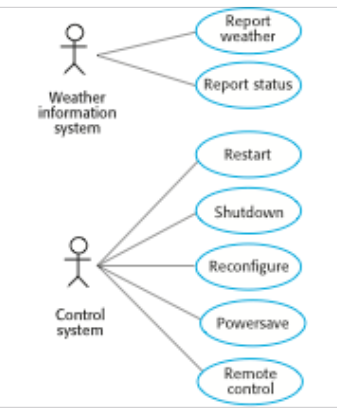 Report
weather
Report status
Weather
information
system
Restart
Shutdown
Reconfigure
Control
system
Powersave
Remote
control